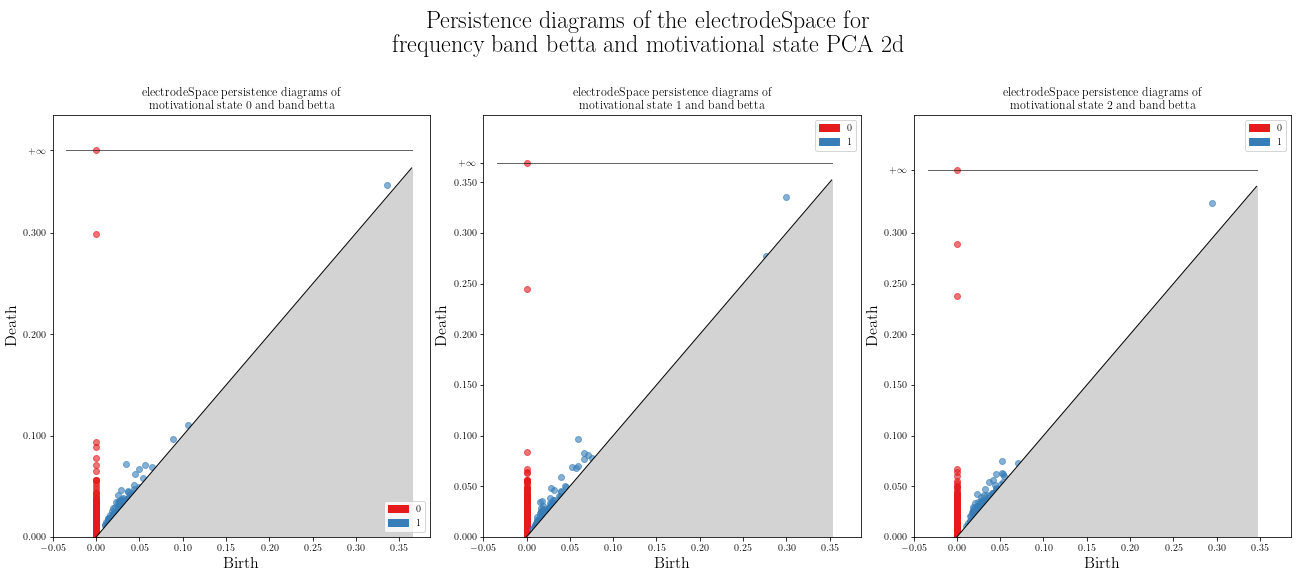 Persistence diagrams of the electrodeSpace for
frequency band betta and motivational state PCA 2d
electrodeSpace persistence diagrams of
motivational state 0 and band betta
+∞
0.300
0.200
0.100
0.000
Death
−0.05 0.00 0.05 0.10 0.15 0.20 0.25 0.30 0.35
Birth
0
1
electrodeSpace persistence diagrams of
motivational state 1 and band betta
0
1
+∞
0.350
0.300
0.250
0.200
0.150
0.100
0.050
0.000
Death
−0.05 0.00 0.05 0.10 0.15 0.20 0.25 0.30 0.35
Birth
electrodeSpace persistence diagrams of
motivational state 2 and band betta
0
1
+∞
0.300
0.250
0.200
0.150
0.100
0.050
0.000
Death
−0.05 0.00 0.05 0.10 0.15 0.20 0.25 0.30 0.35
Birth